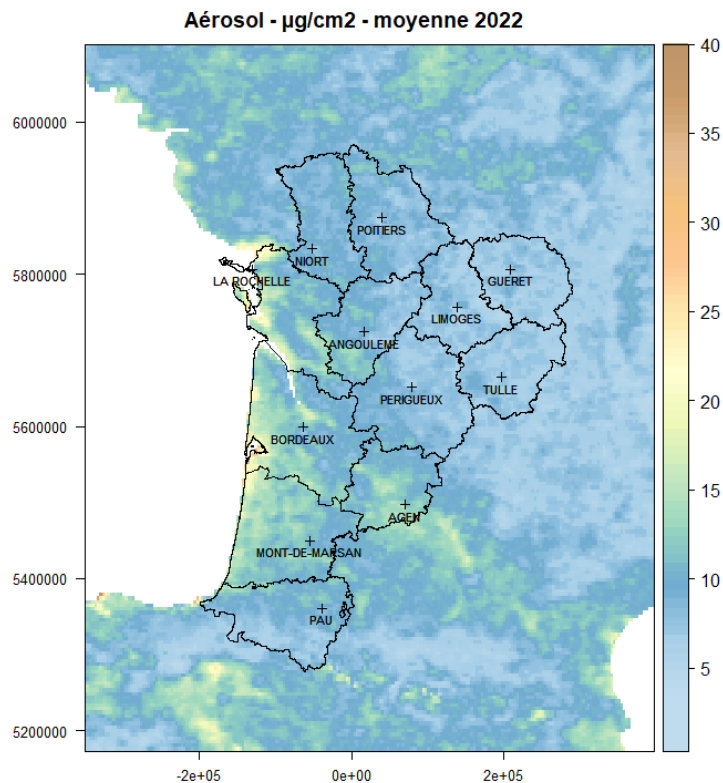 Aérosol - µg/cm2 - moyenne 2022
40
35
30
25
20
15
10
5
6000000
5800000
5600000
5400000
5200000
-2e+05
0e+00
2e+05
POITIERS
NIORT
LA ROCHELLE
GUERET
LIMOGES
ANGOULEME
PERIGUEUX
TULLE
BORDEAUX
AGEN
MONT-DE-MARSAN
PAU